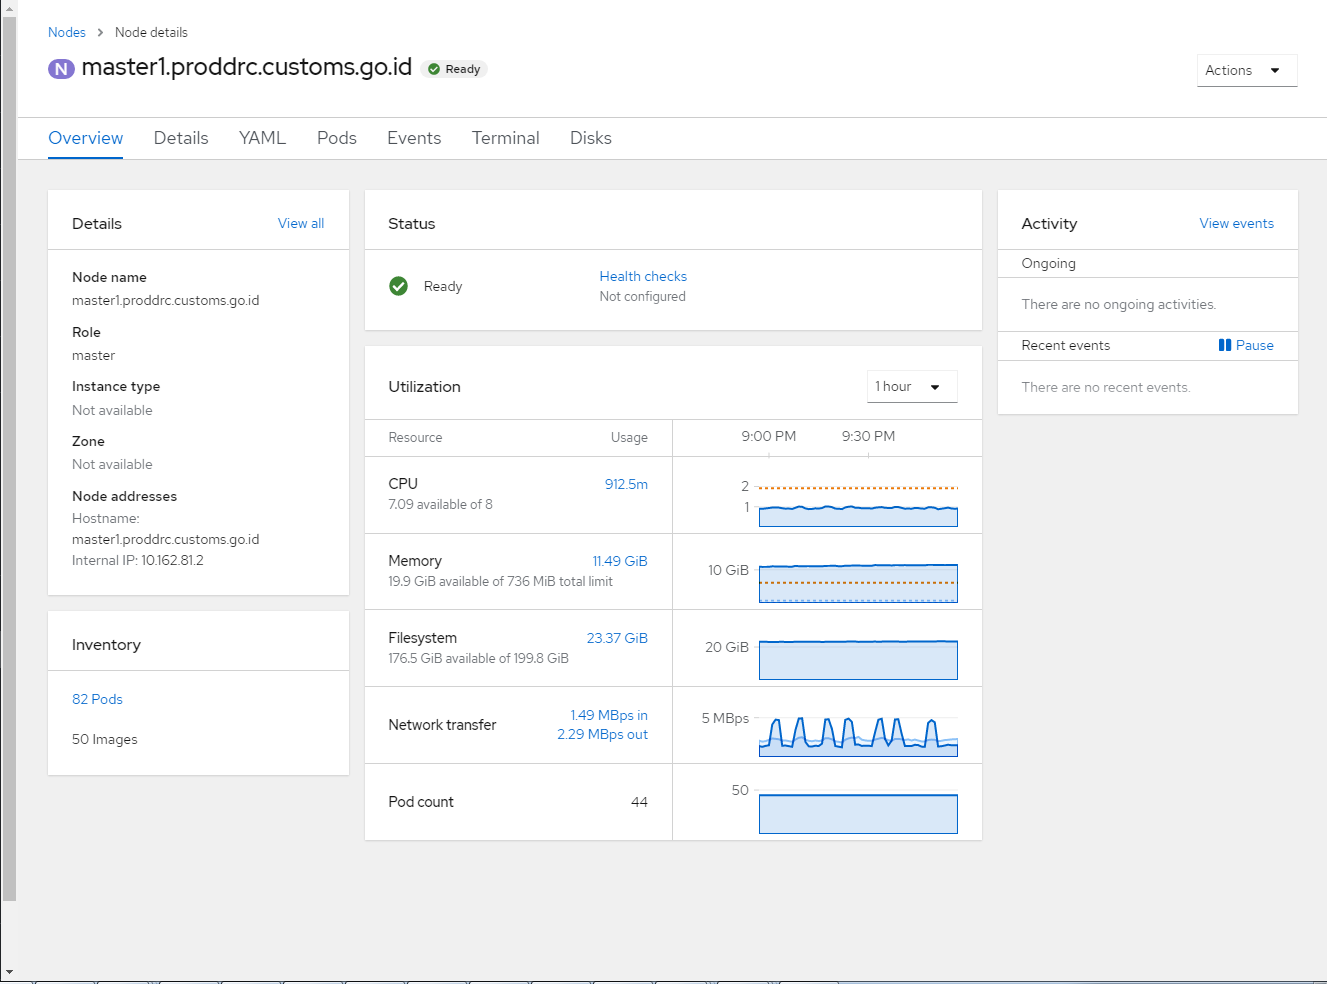 Nodes > Node details
N master1.proddrc.customs.go.id Ready
Actions
Overview Details YAML Pods Events Terminal Disks
Details View all
Node name
master1.proddrc.customs.go.id
Role
master
Instance type
Not available
Zone
Not available
Node addresses
Hostname:
master1.proddrc.customs.go.id
Internal IP: 10.162.81.2
Inventory
82 Pods
50 Images
Status
Ready
Health checks
Not configured
Utilization 1 hour
Resource Usage 9:00 PM 9:30 PM
CPU 912.5m
7.09 available of 8
2
1
Memory 11.49 GiB
19.9 GiB available of 736 MiB total limit
10 GiB
Filesystem 23.37 GiB
176.5 GiB available of 199.8 GiB
20 GiB
Network transfer 1.49 MBps in
2.29 MBps out
5 MBps
Pod count 44
50
Activity View events
Ongoing
There are no ongoing activities.
Recent events Pause
There are no recent events.